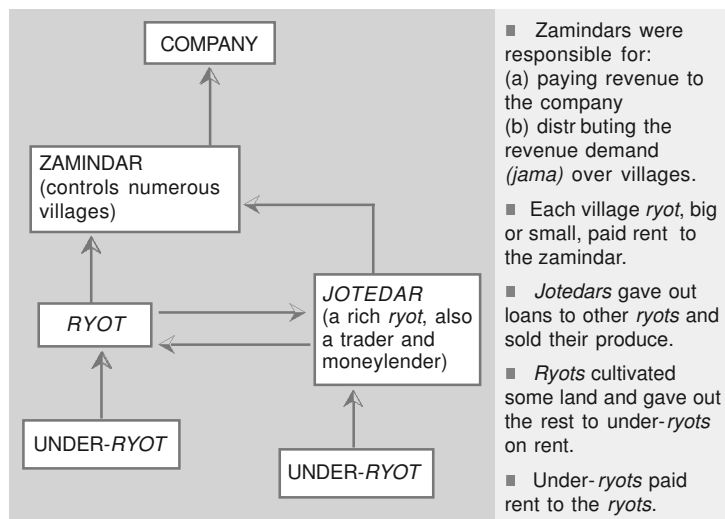 COMPANY
ZAMINDAR
(controls numerous
villages)
RYOT
JOTEDAR
(a rich ryot, also
a trader and
moneylender)
UNDER-RYOT
UNDER-RYOT
■ Zamindars were
responsible for:
(a) paying revenue to
the company
(b) distr buting the
revenue demand
(jama) over villages.
■ Each village ryot, big
or small, paid rent to
the zamindar.
■ Jotedars gave out
loans to other ryots and
sold their produce.
■ Ryots cultivated
some land and gave out
the rest to under-ryots
on rent.
■ Under-ryots paid
rent to the ryots.